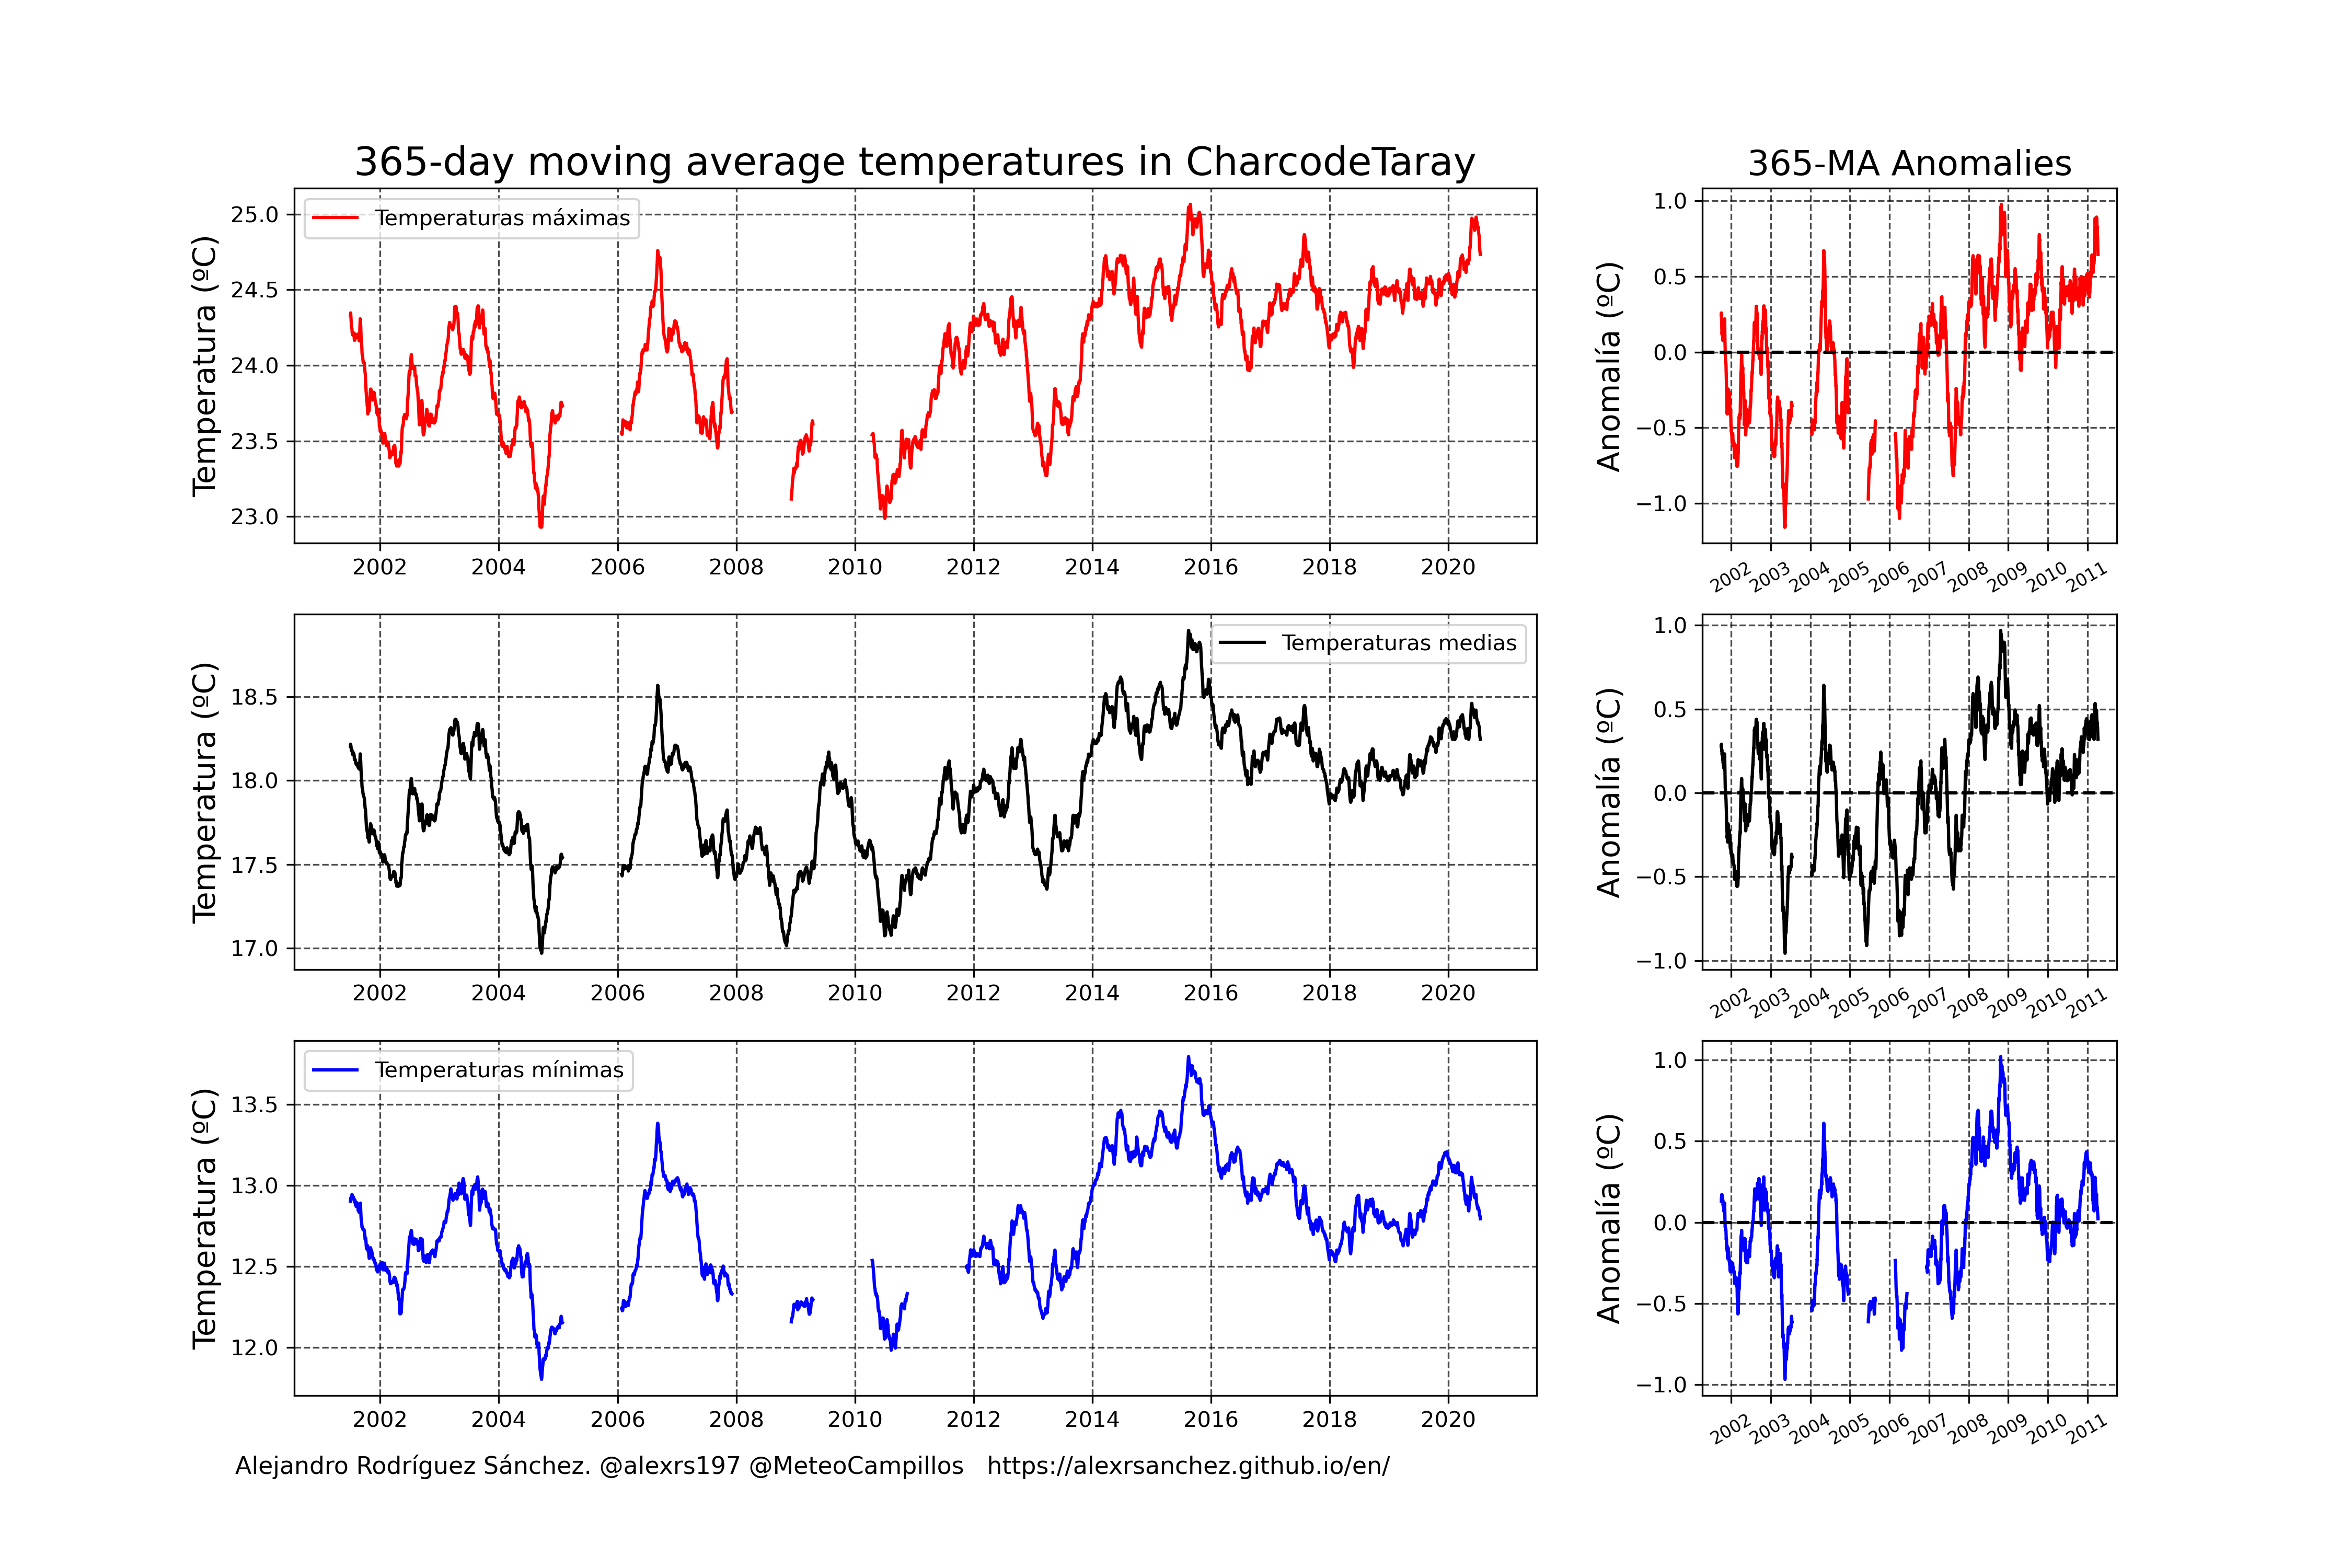 365-day moving average temperatures in CharcodeTaray
365-MA Anomalies
Temperatura (ºC)
25.0
24.5
24.0
23.5
23.0
Temperaturas máximas
2002 2004 2006 2008 2010 2012 2014 2016 2018 2020
Anomalía (ºC)
1.0
0.5
0.0
−0.5
−1.0
2002 2003 2004 2005 2006 2007 2008 2009 2010 2011
Temperatura (ºC)
18.5
18.0
17.5
17.0
Temperaturas medias
2002 2004 2006 2008 2010 2012 2014 2016 2018 2020
Anomalía (ºC)
1.0
0.5
0.0
−0.5
−1.0
2002 2003 2004 2005 2006 2007 2008 2009 2010 2011
Temperatura (ºC)
13.5
13.0
12.5
12.0
Temperaturas mínimas
2002 2004 2006 2008 2010 2012 2014 2016 2018 2020
Anomalía (ºC)
1.0
0.5
0.0
−0.5
−1.0
2002 2003 2004 2005 2006 2007 2008 2009 2010 2011
Alejandro Rodríguez Sánchez. @alexrs197 @MeteoCampillos https://alexrsanchez.github.io/en/